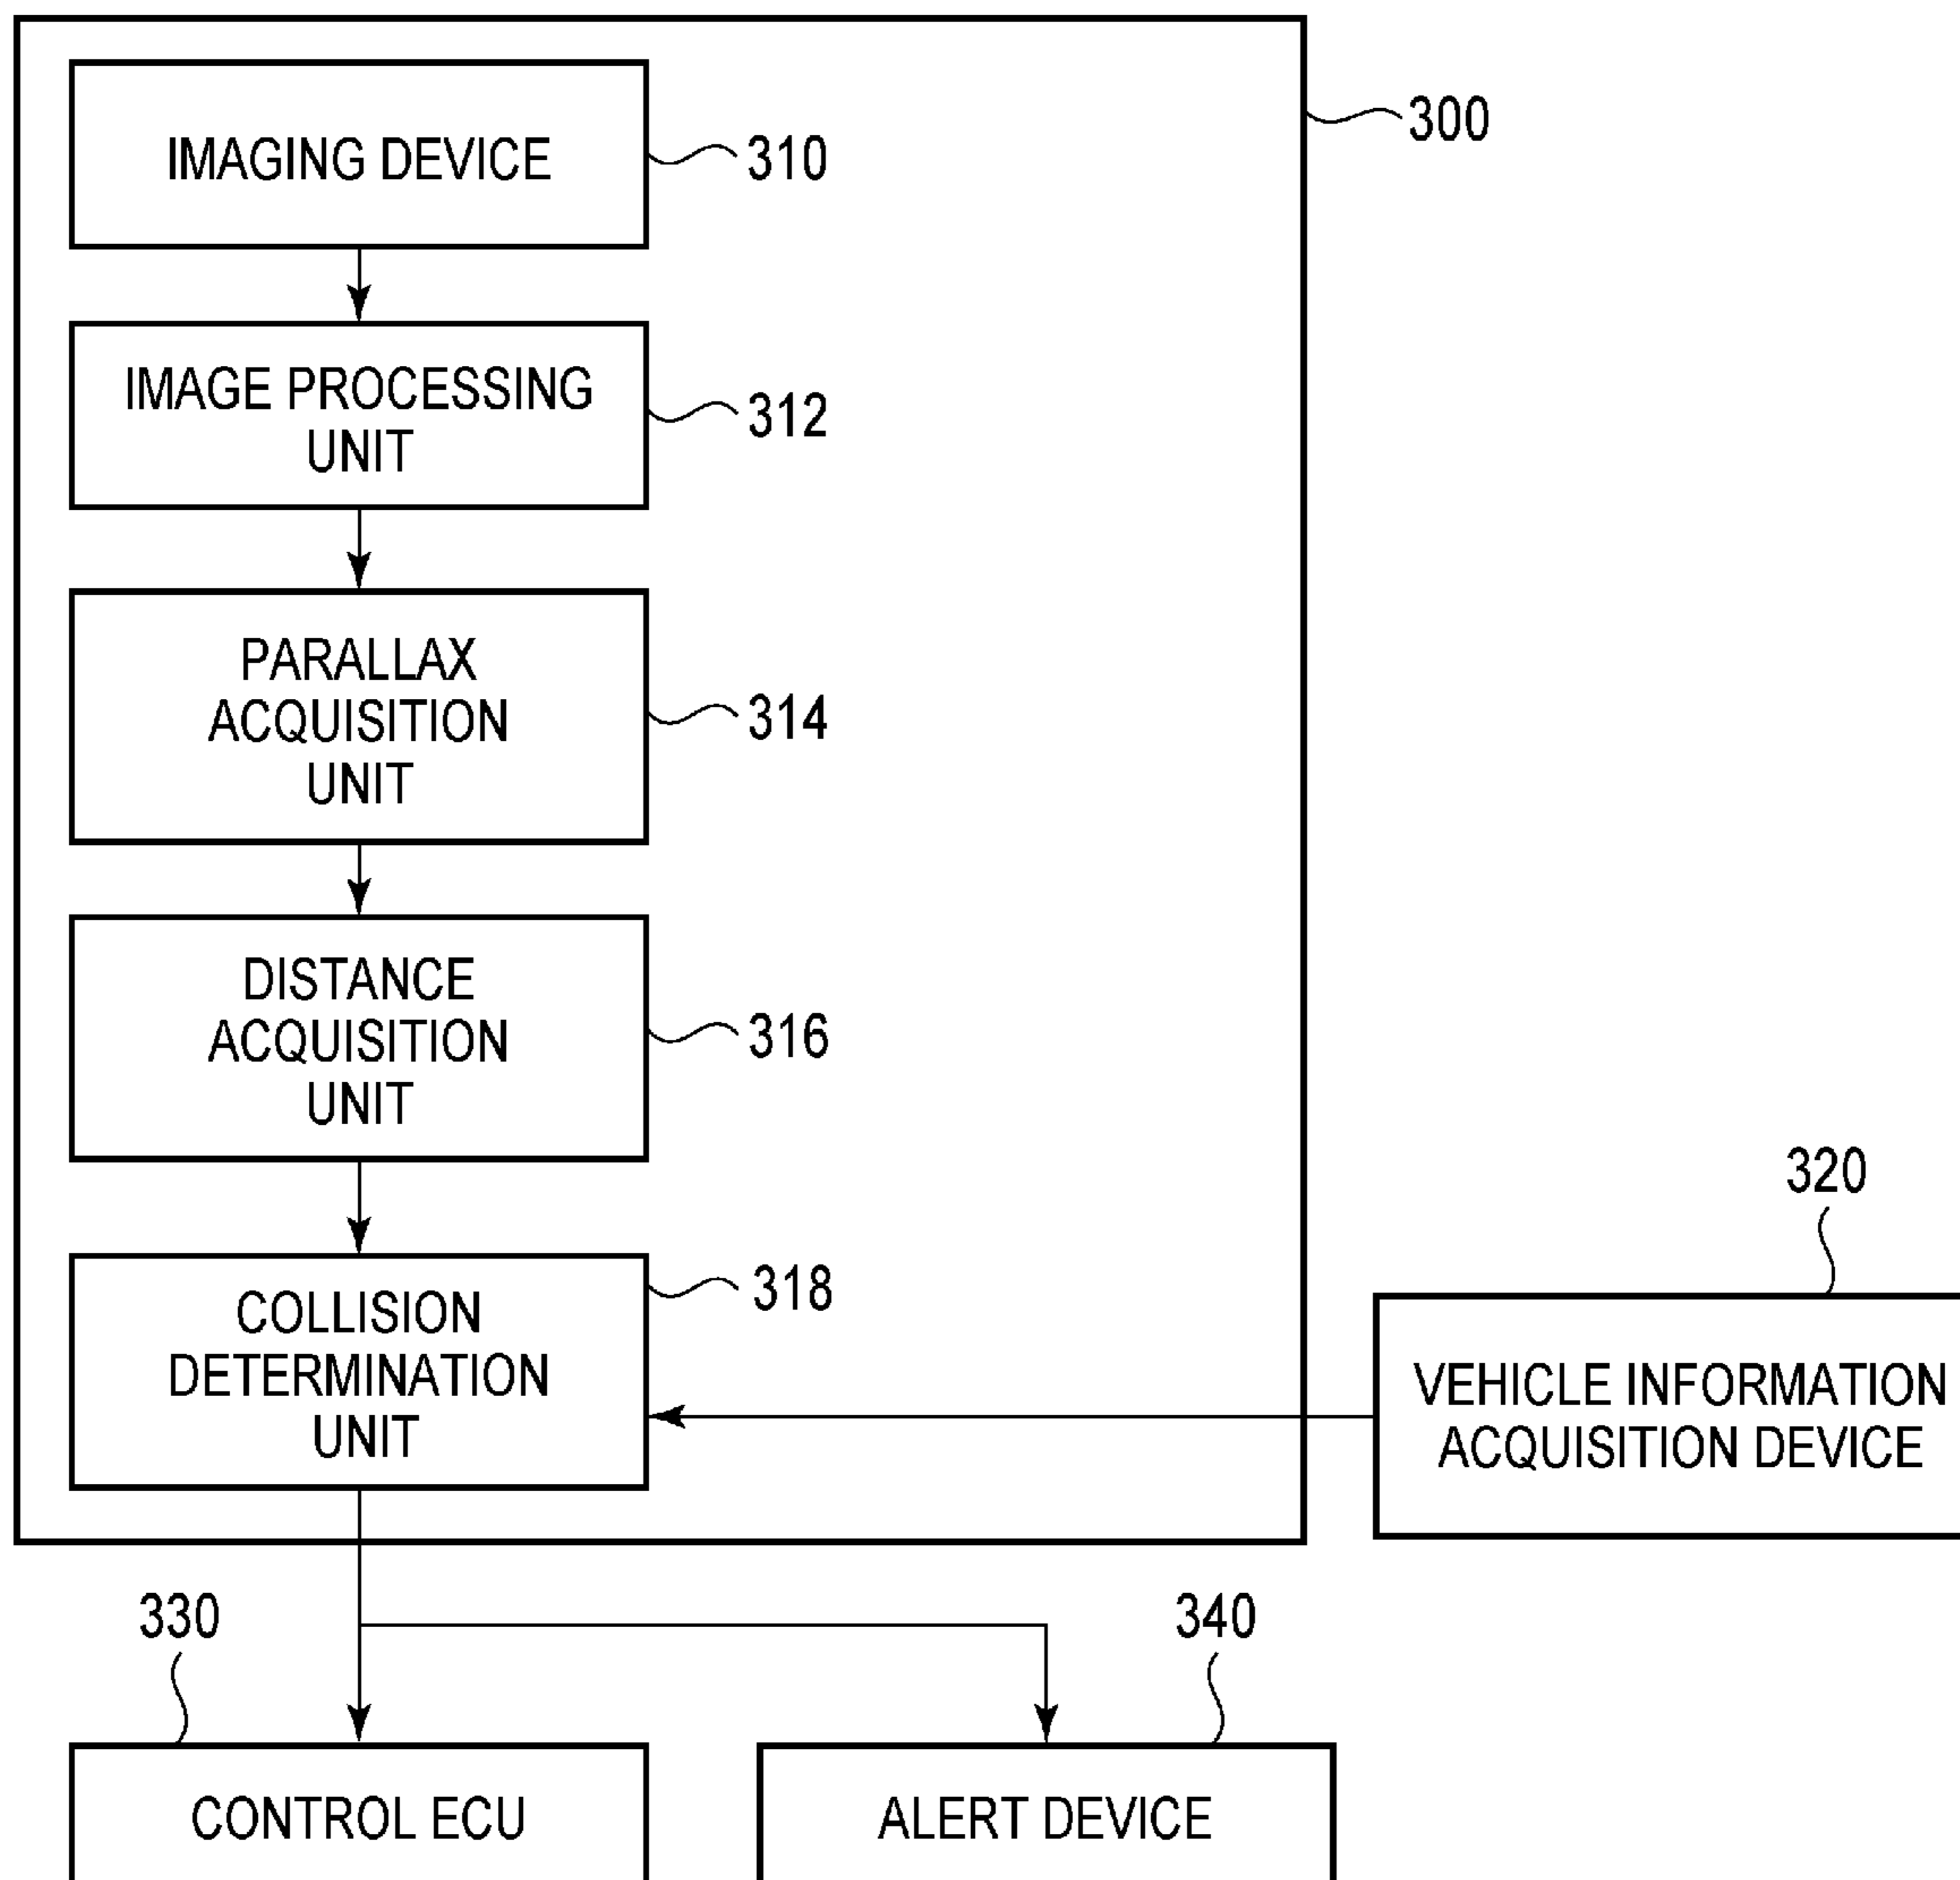 300
IMAGING DEVICE
310
IMAGE PROCESSING
UNIT
312
PARALLAX
ACQUISITION
UNIT
314
DISTANCE
ACQUISITION
UNIT
316
COLLISION
DETERMINATION
UNIT
318
320
VEHICLE INFORMATION
ACQUISITION DEVICE
330
CONTROL ECU
340
ALERT DEVICE